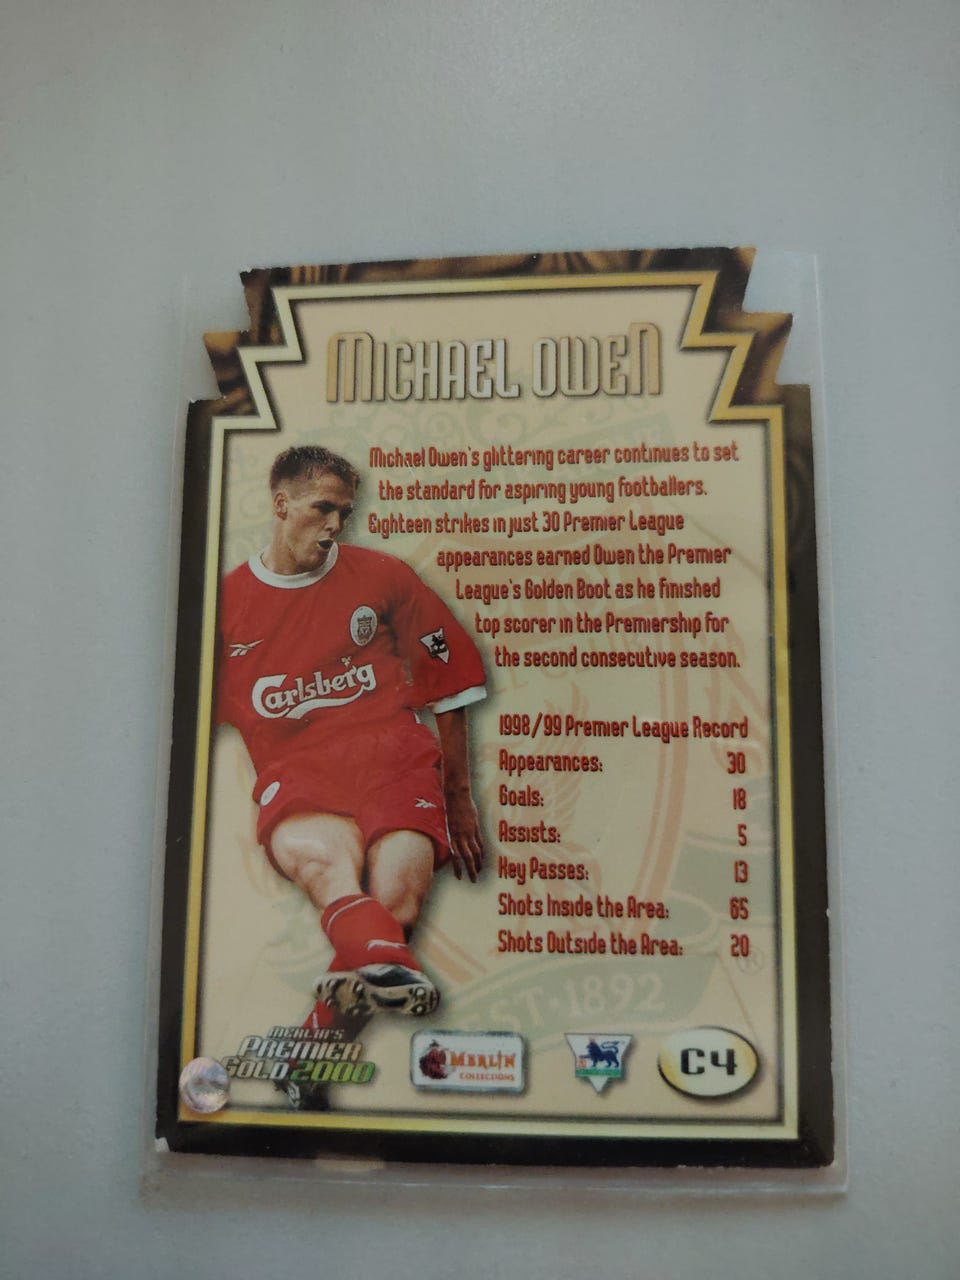 MICHAEL OWEN
Michael Owen's glittering career continues to set
the standard for aspiring young footballers.
Eighteen strikes in just 30 Premier League
appearances earned Owen the Premier
League's Golden Boot as he finished
top scorer in the Premiership for
the second consecutive season.
Carlsberg
1998/99 Premier League Record
Appearances: 30
Goals: 18
Assists: 5
Key Passes: 13
Shots Inside the Area: 65
Shots Outside the Area: 20
EST·1892
®
MERLIN'S
PREMIER
GOLD 2000
MERLIN
COLLECTIONS
C4